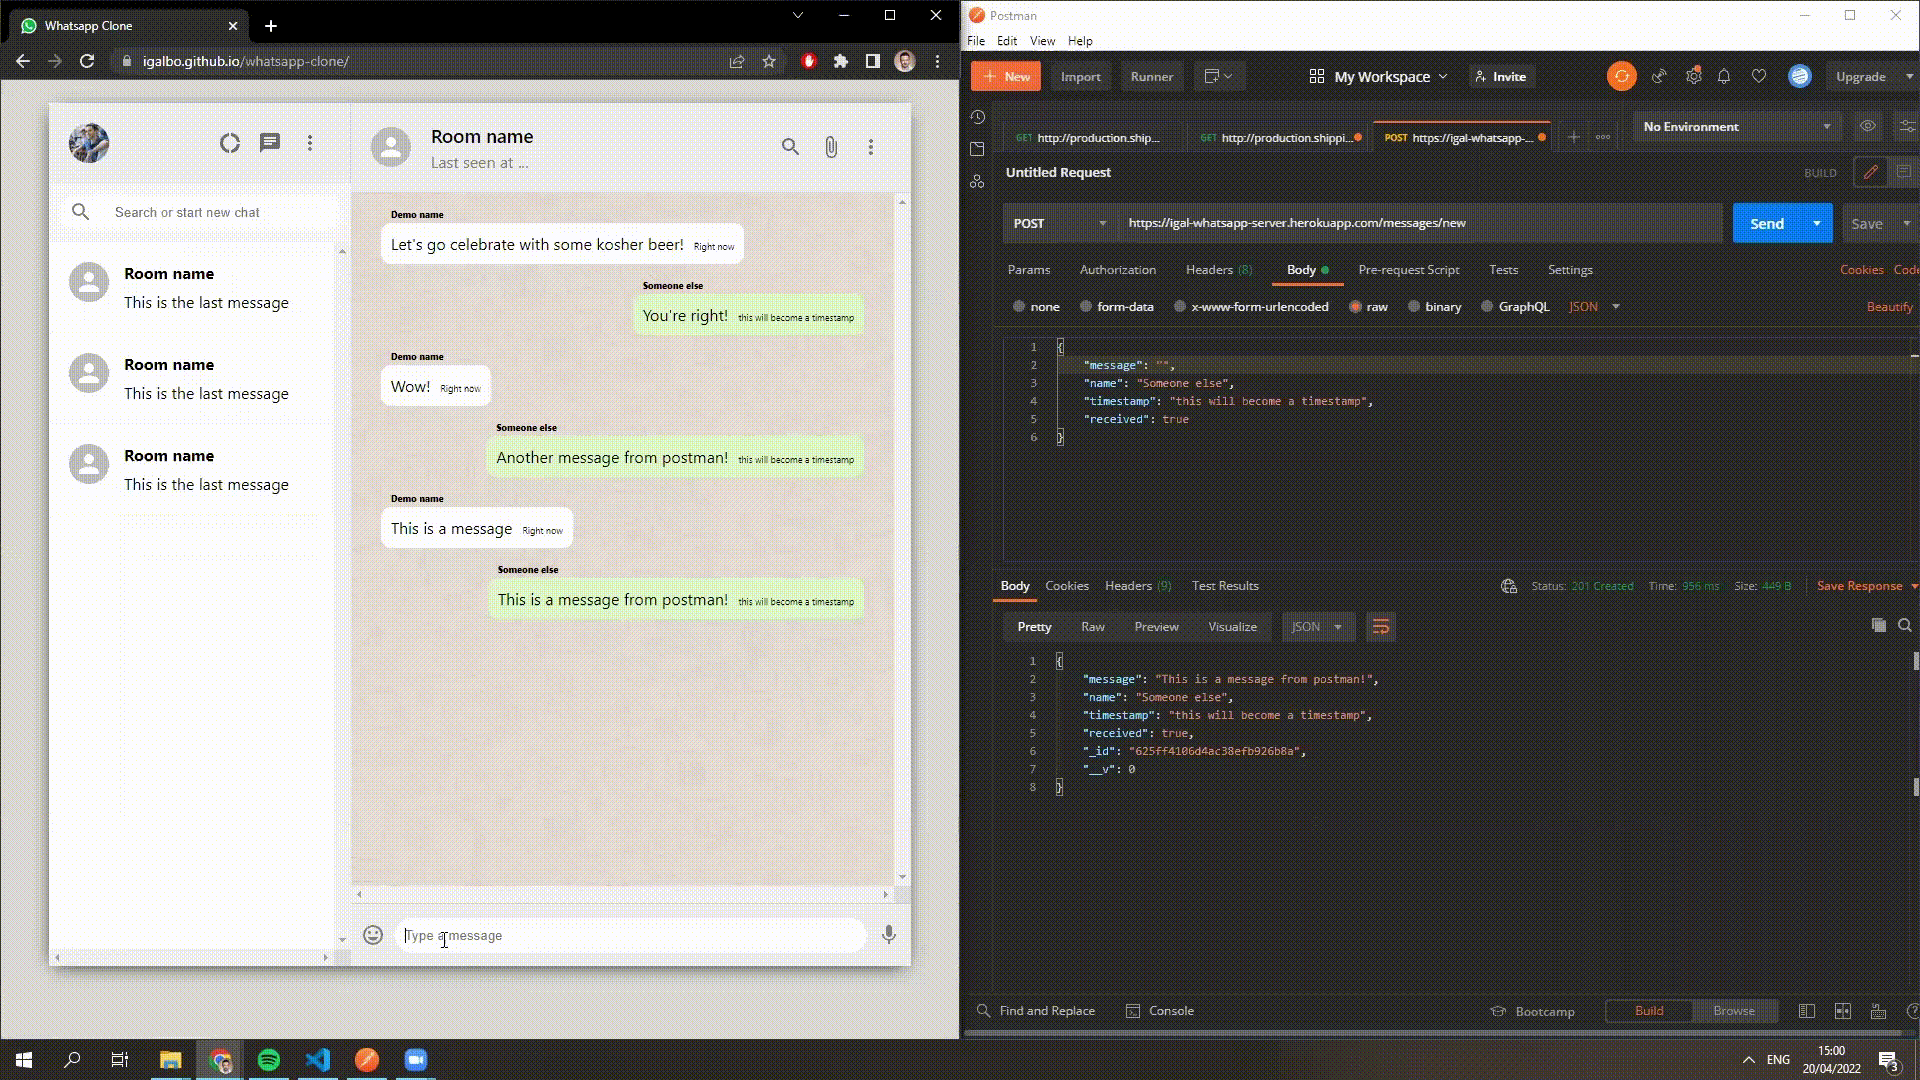 Whatsapp Clone
igalbo.github.io/whatsapp-clone/
Room name
Last seen at ...
Search or start new chat
Room name
This is the last message
Room name
This is the last message
Room name
This is the last message
Demo name
Let's go celebrate with some kosher beer! Right now
Someone else
You're right! this will become a timestamp
Demo name
Wow! Right now
Someone else
Another message from postman! this will become a timestamp
Demo name
This is a message Right now
Someone else
This is a message from postman! this will become a timestamp
Type a message
Postman
File Edit View Help
New Import Runner My Workspace Invite Upgrade
GET http://production.ship... GET http://production.shippi... POST https://igal-whatsapp-... No Environment
Untitled Request BUILD
POST https://igal-whatsapp-server.herokuapp.com/messages/new Send Save
Params Authorization Headers (8) Body Pre-request Script Tests Settings Cookies Code
none form-data x-www-form-urlencoded raw binary GraphQL JSON Beautify
1 {
2 "message": "",
3 "name": "Someone else",
4 "timestamp": "this will become a timestamp",
5 "received": true
6 }
Body Cookies Headers (9) Test Results Status: 201 Created Time: 956 ms Size: 449 B Save Response
Pretty Raw Preview Visualize JSON
1 {
2 "message": "This is a message from postman!",
3 "name": "Someone else",
4 "timestamp": "this will become a timestamp",
5 "received": true,
6 "_id": "625ff4106d4ac38efb926b8a",
7 "__v": 0
8 }
Find and Replace Console Bootcamp Build Browse
ENG 15:00
20/04/2022 3